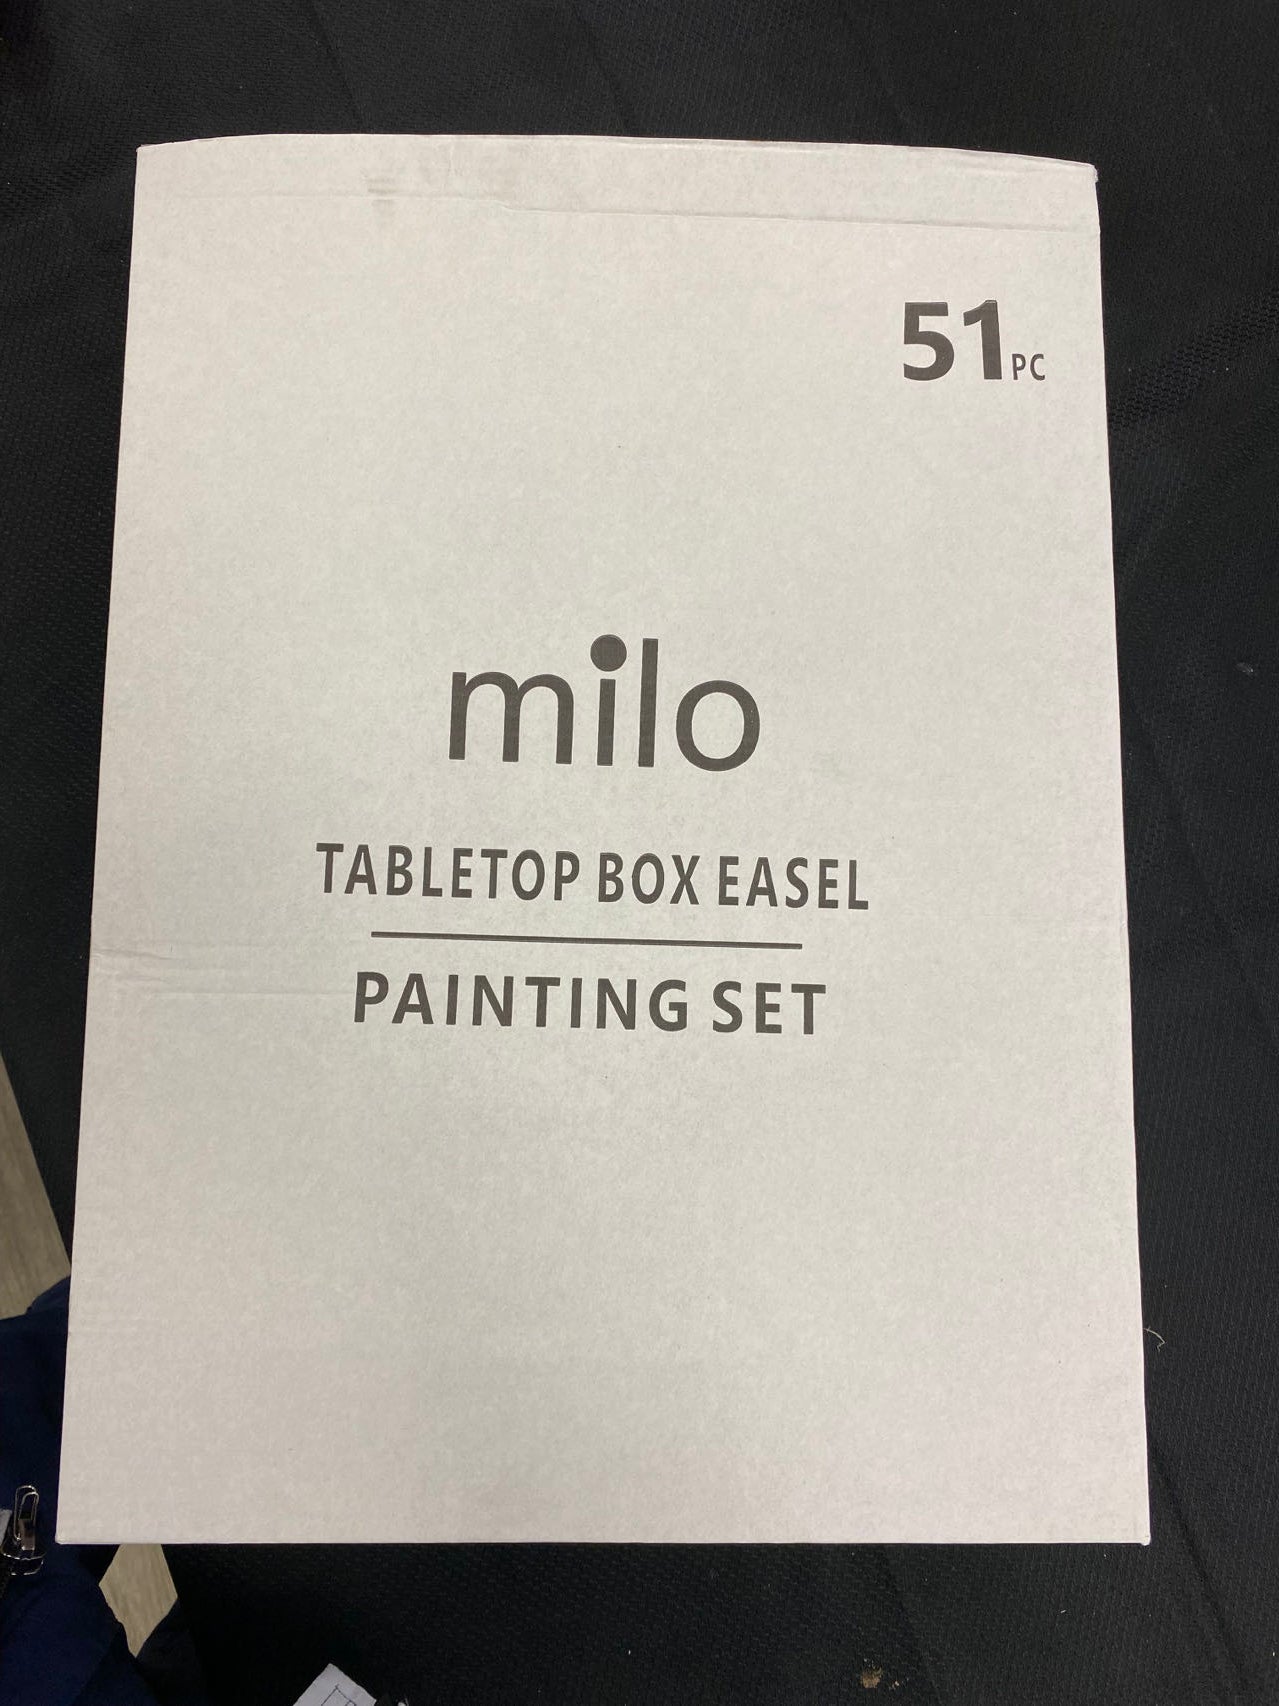 51PC
milo
TABLETOP BOX EASEL
PAINTING SET